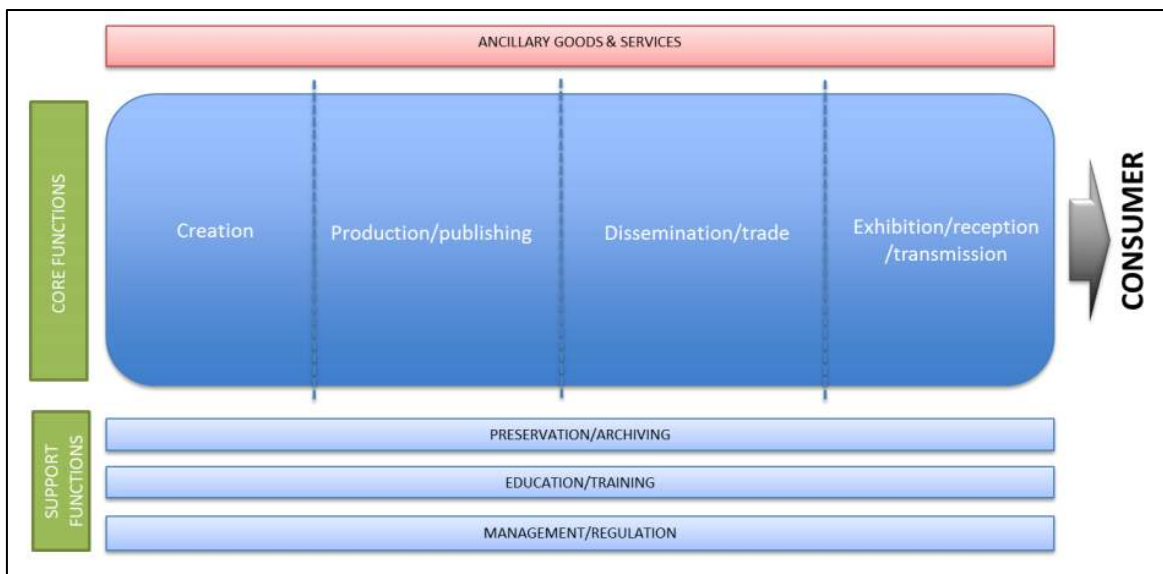 ANCILLARY GOODS & SERVICES
CORE FUNCTIONS
Creation
Production/publishing
Dissemination/trade
Exhibition/reception
/transmission
CONSUMER
SUPPORT
FUNCTIONS
PRESERVATION/ARCHIVING
EDUCATION/TRAINING
MANAGEMENT/REGULATION